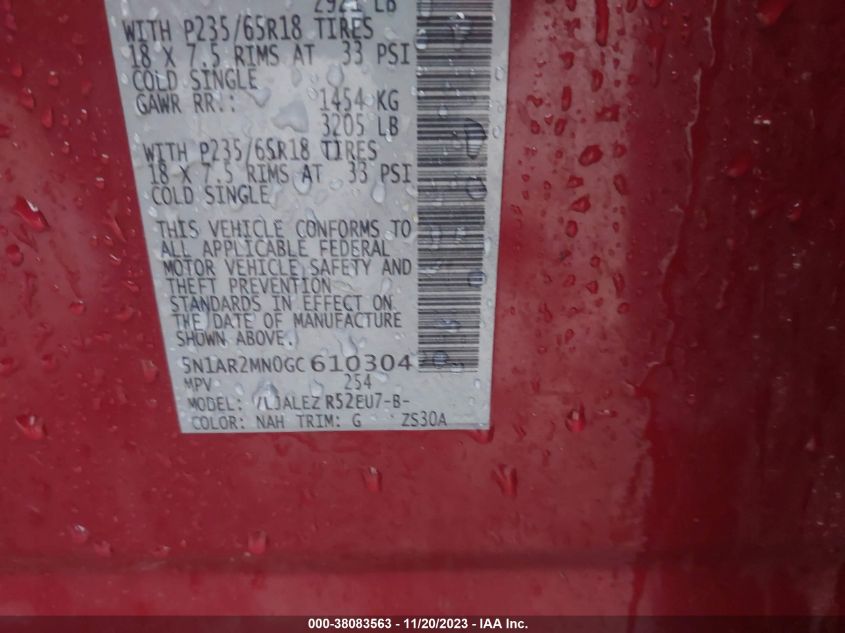 2921 LB
WITH P235/65R18 TIRES
18 X 7.5 RIMS AT 33 PSI
COLD SINGLE
GAWR RR.: 1454 KG
3205 LB
WITH P235/65R18 TIRES
18 X 7.5 RIMS AT 33 PSI
COLD SINGLE
THIS VEHICLE CONFORMS TO
ALL APPLICABLE FEDERAL
MOTOR VEHICLE SAFETY AND
THEFT PREVENTION
STANDARDS IN EFFECT ON
THE DATE OF MANUFACTURE
SHOWN ABOVE.
5N1AR2MN0GC610304
MPV 254
MODEL: R52EU7-B-
COLOR: NAH TRIM: G ZS30A
000-38083563 - 11/20/2023 - IAA Inc.